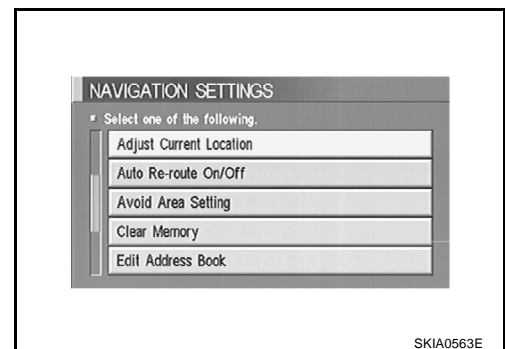 NAVIGATION SETTINGS
Select one of the following.
Adjust Current Location
Auto Re-route On/Off
Avoid Area Setting
Clear Memory
Edit Address Book
SKIA0563E